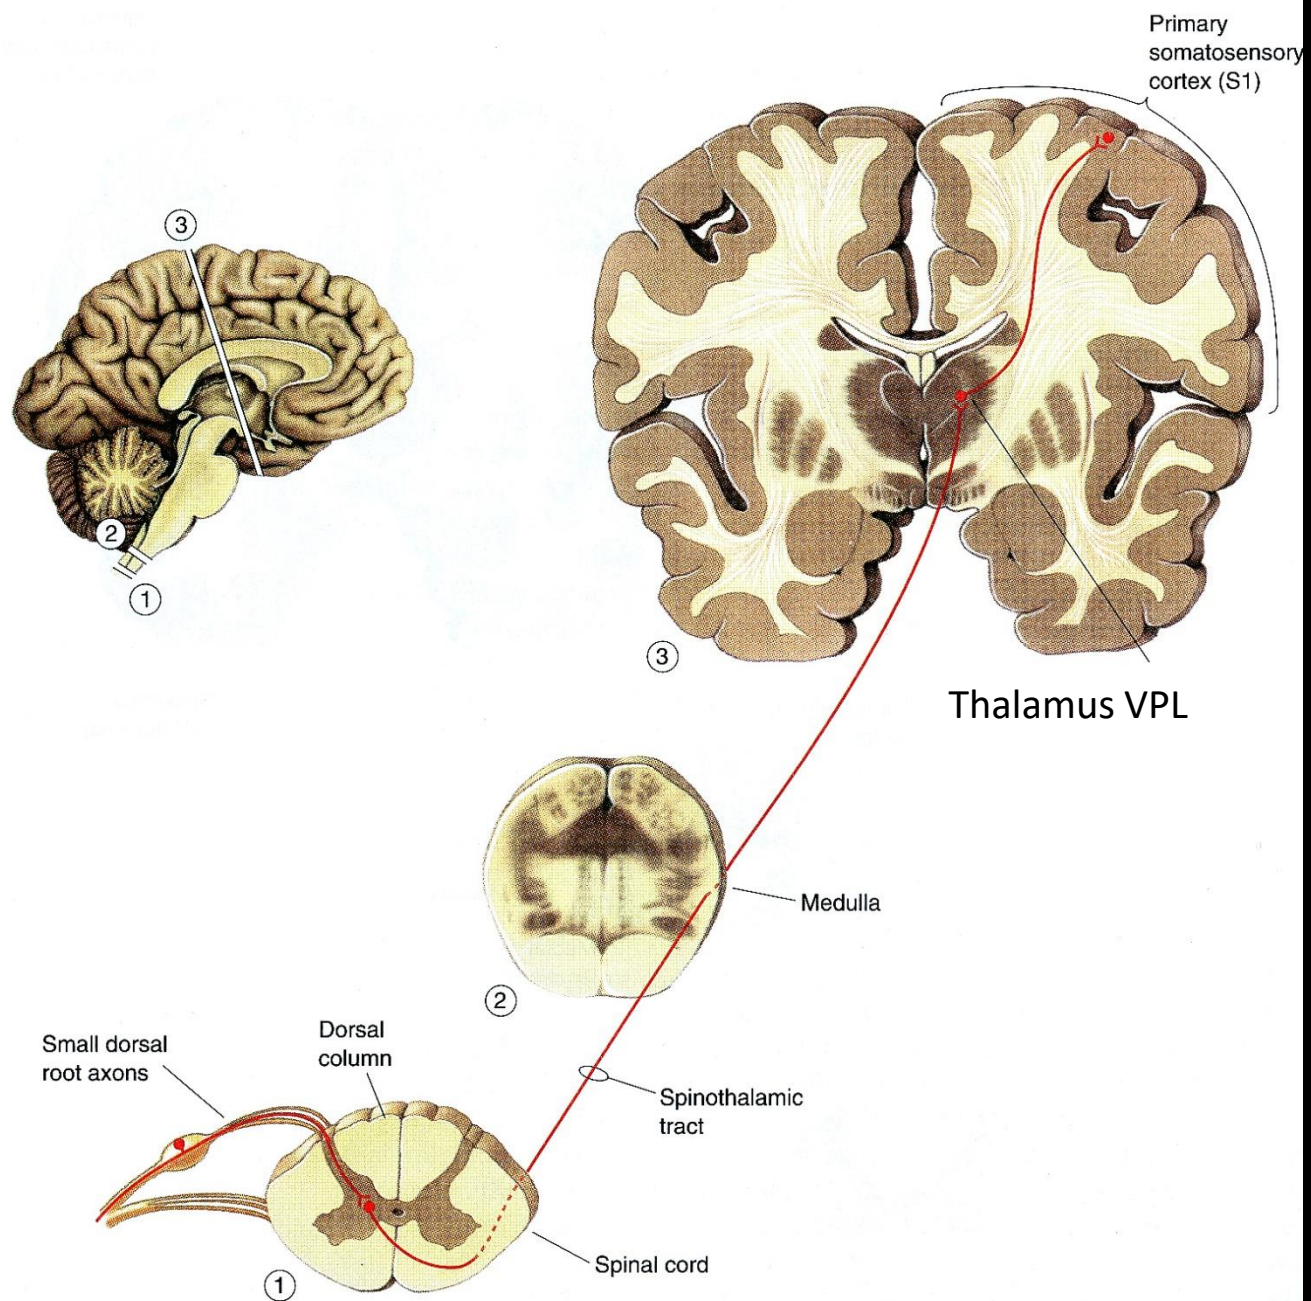 Primary
somatosensory
cortex (S1)
3
2
1
3
Thalamus VPL
Medulla
2
Small dorsal
root axons
Dorsal
column
Spinothalamic
tract
Spinal cord
1